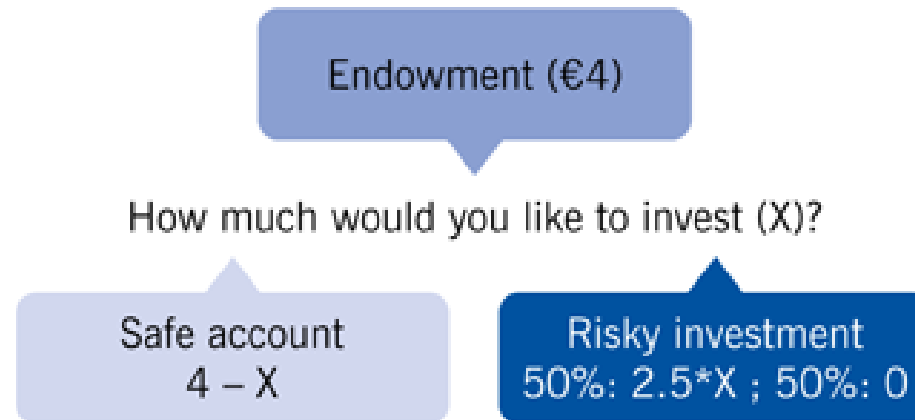 Endowment (€4)
How much would you like to invest (X)?
Safe account
4 – X
Risky investment
50%: 2.5*X ; 50%: 0